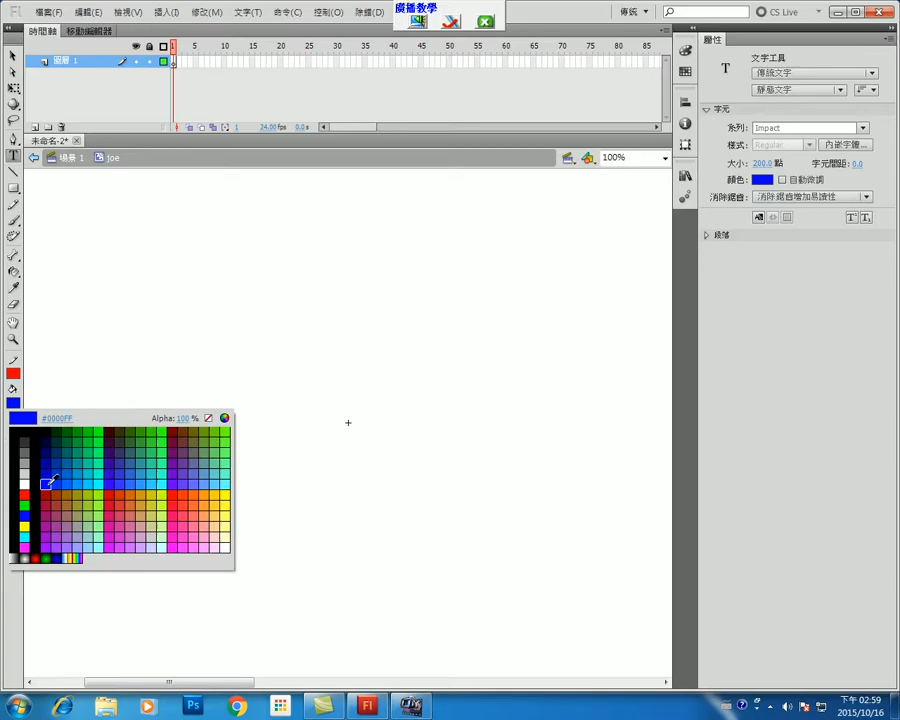 Fl 檔案(F) 編輯(E) 檢視(V) 插入(I) 修改(M) 文字(T) 命令(C) 控制(O) 除錯(D) 廣播教學 傳統 CS Live
時間軸 移動編輯器
1 5 10 15 20 25 30 35 40 45 50 55 60 65 70 75 80 85
圖層 1
1 24.00 fps 0.0 s
未命名-2*
場景 1 joe 100%
屬性
T 文字工具
傳統文字
靜態文字
字元
系列: Impact
樣式: Regular 內嵌字體...
大小: 200.0 點 字元間距: 0.0
顏色: 自動微調
消除鋸齒: 消除鋸齒增加易讀性
段落
#0000FF Alpha: 100 %
Ps Fl
下午 02:59
2015/10/16